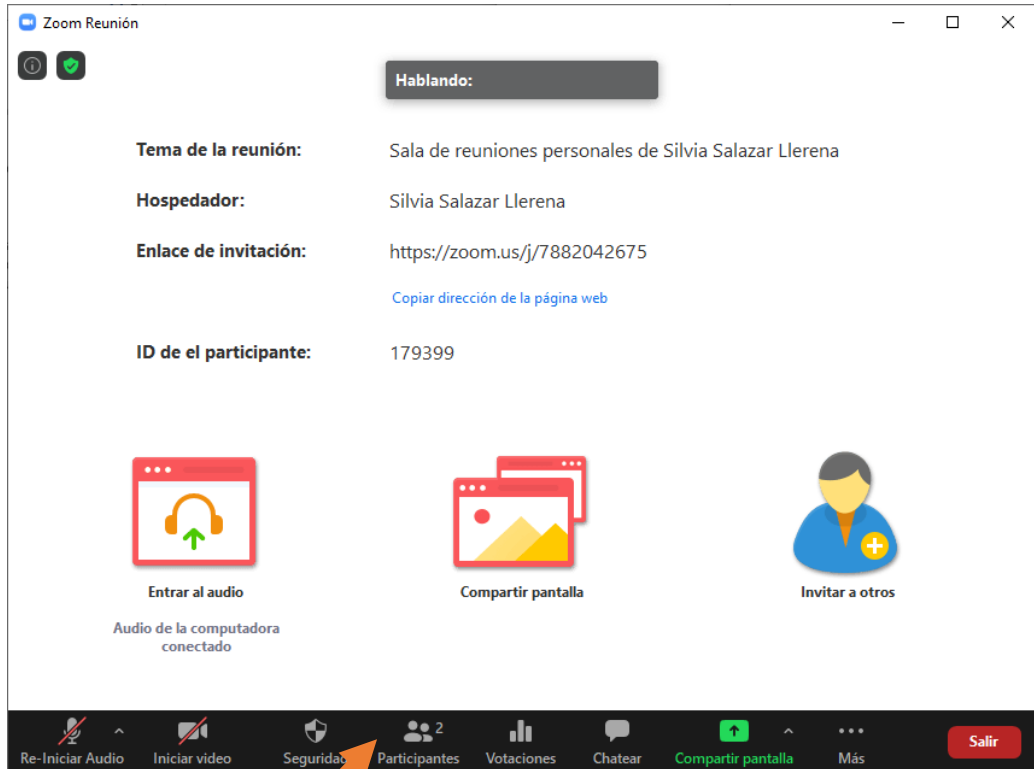 Zoom Reunión
Hablando:
Tema de la reunión: Sala de reuniones personales de Silvia Salazar Llerena
Hospedador: Silvia Salazar Llerena
Enlace de invitación: https://zoom.us/j/7882042675
Copiar dirección de la página web
ID de el participante: 179399
Entrar al audio Compartir pantalla Invitar a otros
Audio de la computadora
conectado
2
Re-Iniciar Audio Iniciar video Seguridad Participantes Votaciones Chatear Compartir pantalla Más Salir